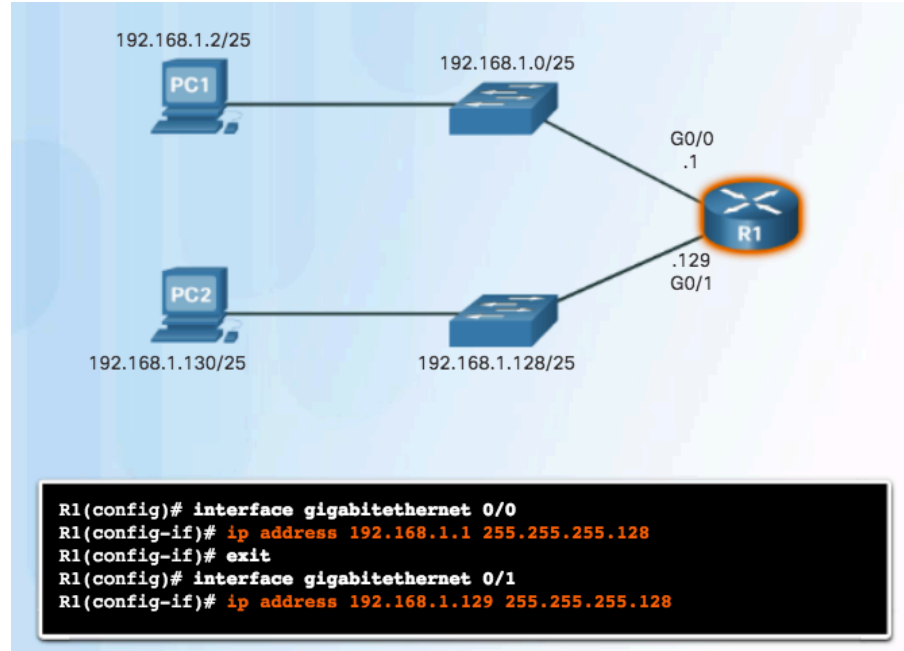 192.168.1.2/25
PC1
192.168.1.0/25
G0/0
.1
R1
.129
G0/1
PC2
192.168.1.130/25
192.168.1.128/25
R1(config)# interface gigabitethernet 0/0
R1(config-if)# ip address 192.168.1.1 255.255.255.128
R1(config-if)# exit
R1(config)# interface gigabitethernet 0/1
R1(config-if)# ip address 192.168.1.129 255.255.255.128